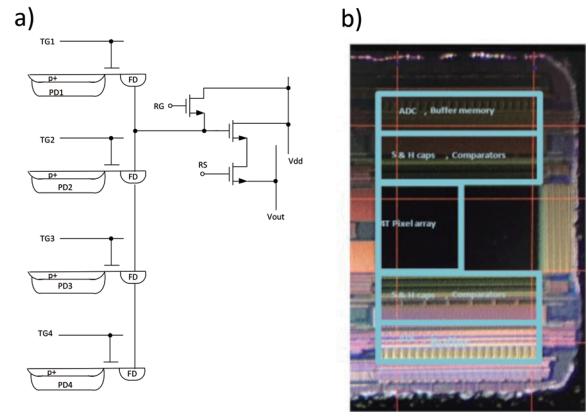 a)
TG1
p+
PD1
FD
RG
TG2
p+
PD2
FD
RS
Vdd
Vout
TG3
p+
PD3
FD
TG4
p+
PD4
FD
b)
ADC , Buffer memory
S & H caps , Comparators
4T Pixel array
S & H caps , Comparators